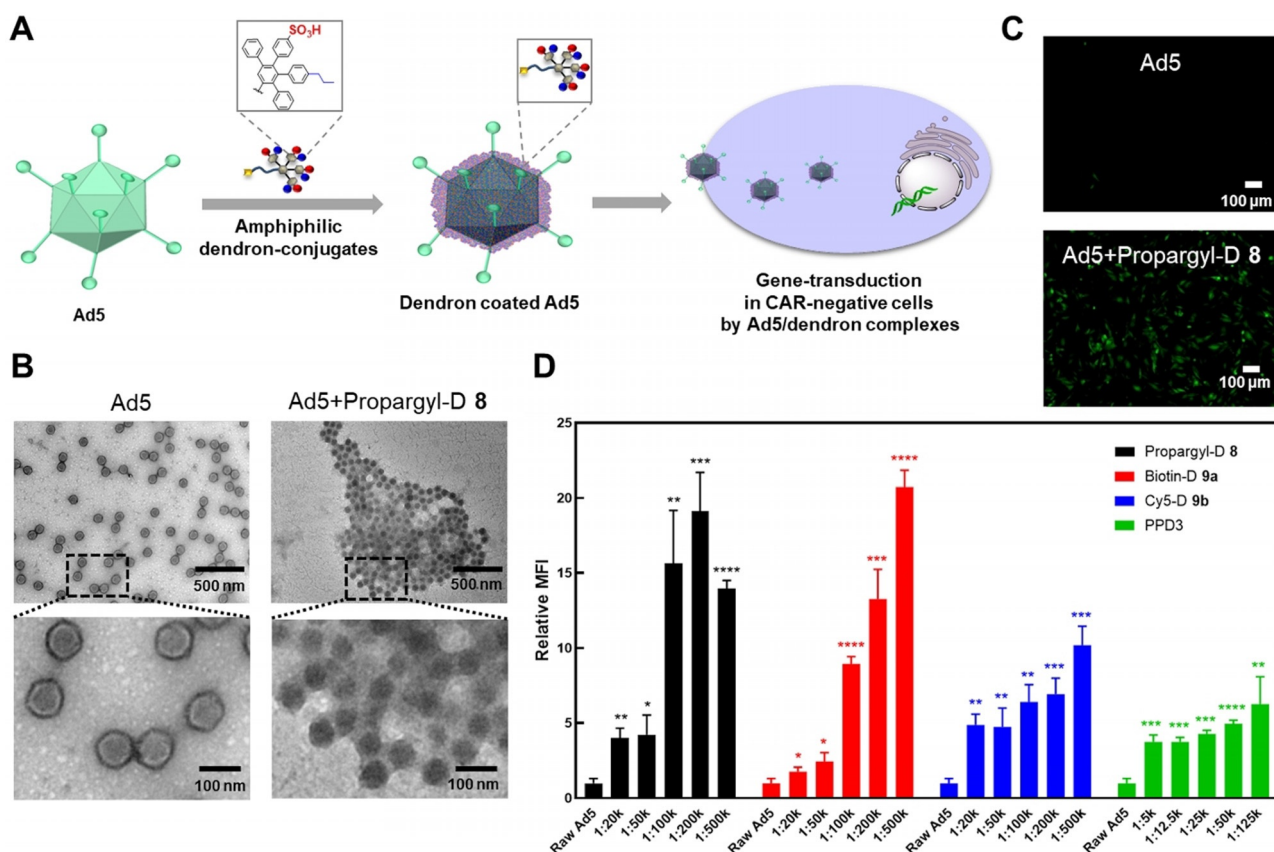 A
SO₃H
Ad5
Amphiphilic
dendron-conjugates
Dendron coated Ad5
Gene-transduction
in CAR-negative cells
by Ad5/dendron complexes
C
Ad5
100 µm
Ad5+Propargyl-D 8
100 µm
B
Ad5
Ad5+Propargyl-D 8
500 nm
500 nm
100 nm
100 nm
D
Relative MFI
25
20
15
10
5
0
Propargyl-D 8
Biotin-D 9a
Cy5-D 9b
PPD3
** * ** *** ****
* * **** *** ****
** ** ** *** ***
*** *** *** **** **
Raw Ad5 1:20k 1:50k 1:100k 1:200k 1:500k
Raw Ad5 1:20k 1:50k 1:100k 1:200k 1:500k
Raw Ad5 1:20k 1:50k 1:100k 1:200k 1:500k
Raw Ad5 1:5k 1:12.5k 1:25k 1:50k 1:125k